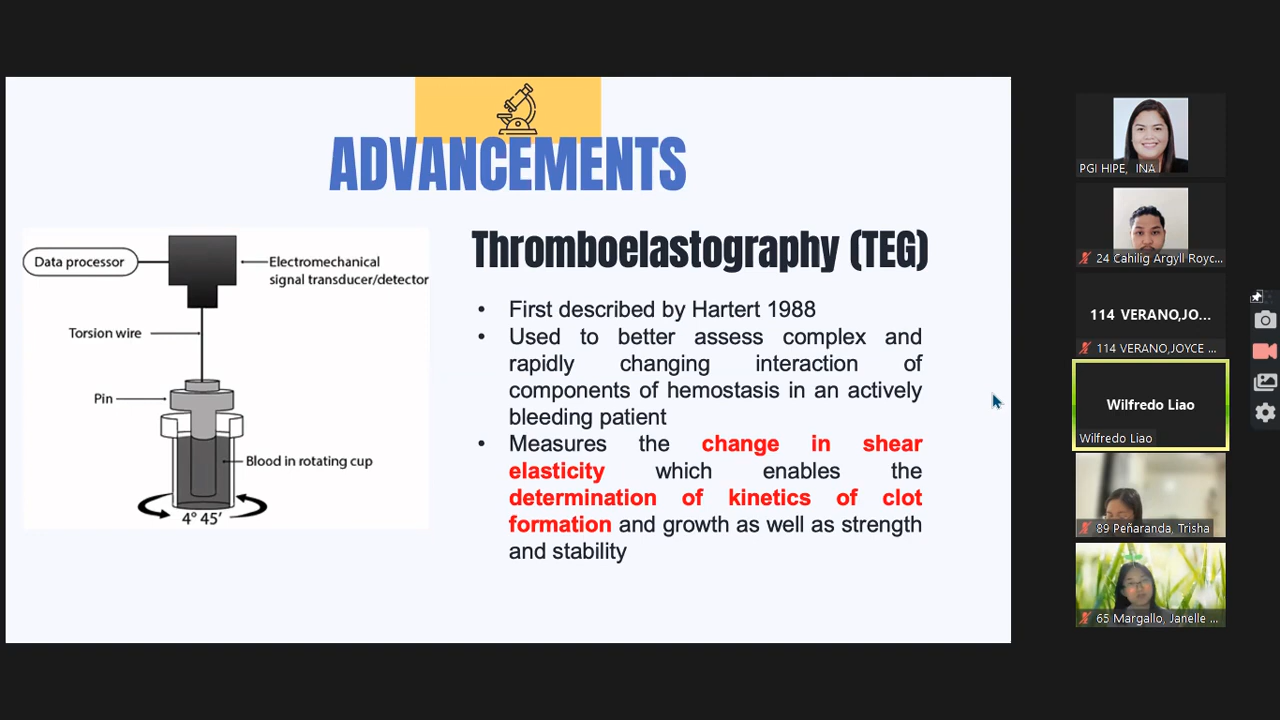 ADVANCEMENTS
Data processor
Electromechanical
signal transducer/detector
Torsion wire
Pin
Blood in rotating cup
4° 45′
Thromboelastography (TEG)
• First described by Hartert 1988
• Used to better assess complex and
rapidly changing interaction of
components of hemostasis in an actively
bleeding patient
• Measures the change in shear
elasticity which enables the
determination of kinetics of clot
formation and growth as well as strength
and stability
PGI HIPE, INA
24 Cahilig Argyll Royc...
114 VERANO,JO...
114 VERANO,JOYCE ...
Wilfredo Liao
Wilfredo Liao
89 Peñaranda, Trisha
65 Margallo, Janelle ...